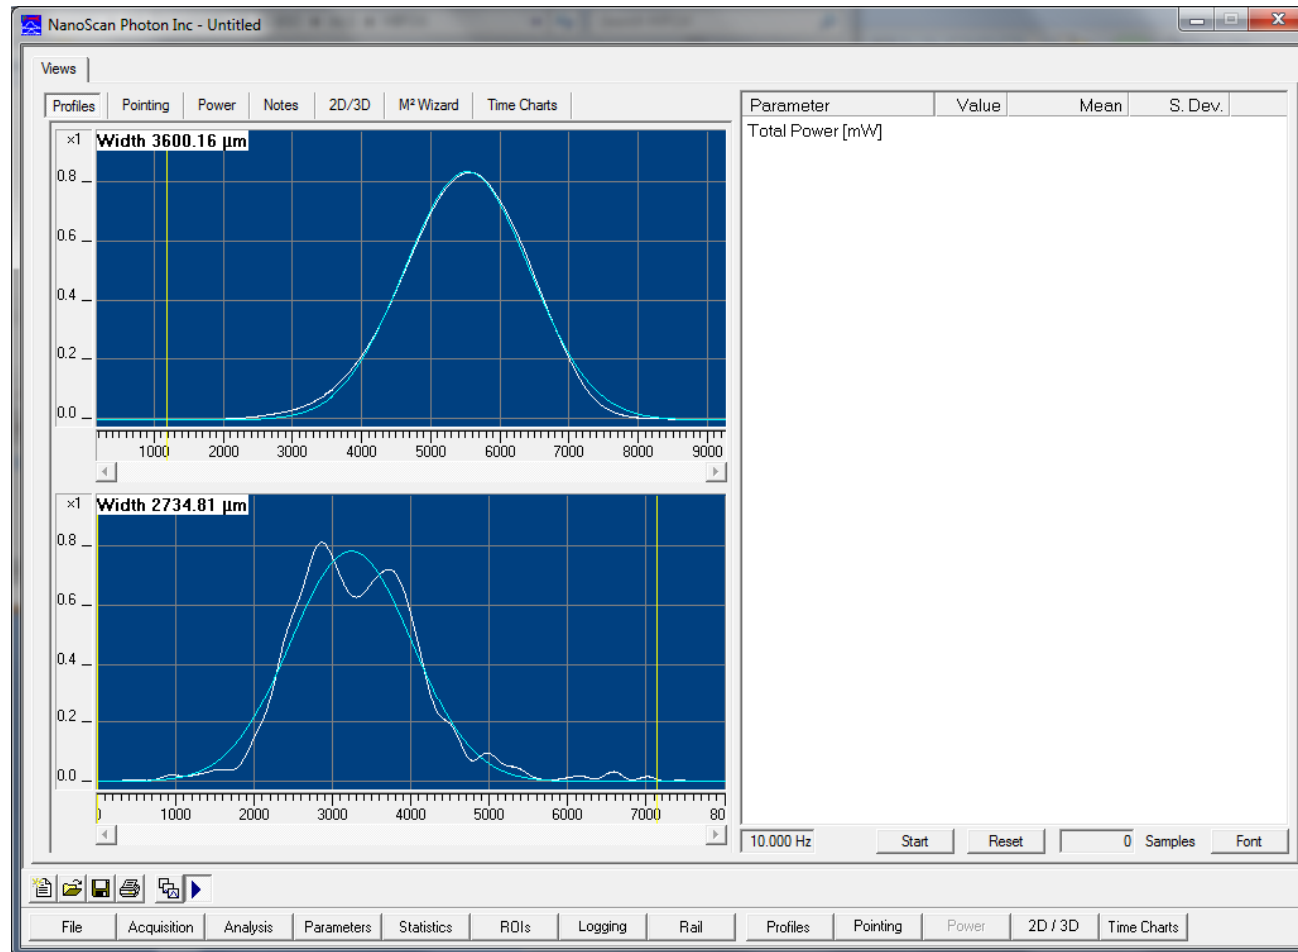 NanoScan Photon Inc - Untitled
Views
Profiles Pointing Power Notes 2D/3D M² Wizard Time Charts
×1 Width 3600.16 µm
0.8
0.6
0.4
0.2
0.0
1000 2000 3000 4000 5000 6000 7000 8000 9000
×1 Width 2734.81 µm
0.8
0.6
0.4
0.2
0.0
1000 2000 3000 4000 5000 6000 7000 80
Parameter Value Mean S. Dev.
Total Power [mW]
10.000 Hz Start Reset 0 Samples Font
File Acquisition Analysis Parameters Statistics ROIs Logging Rail Profiles Pointing Power 2D / 3D Time Charts